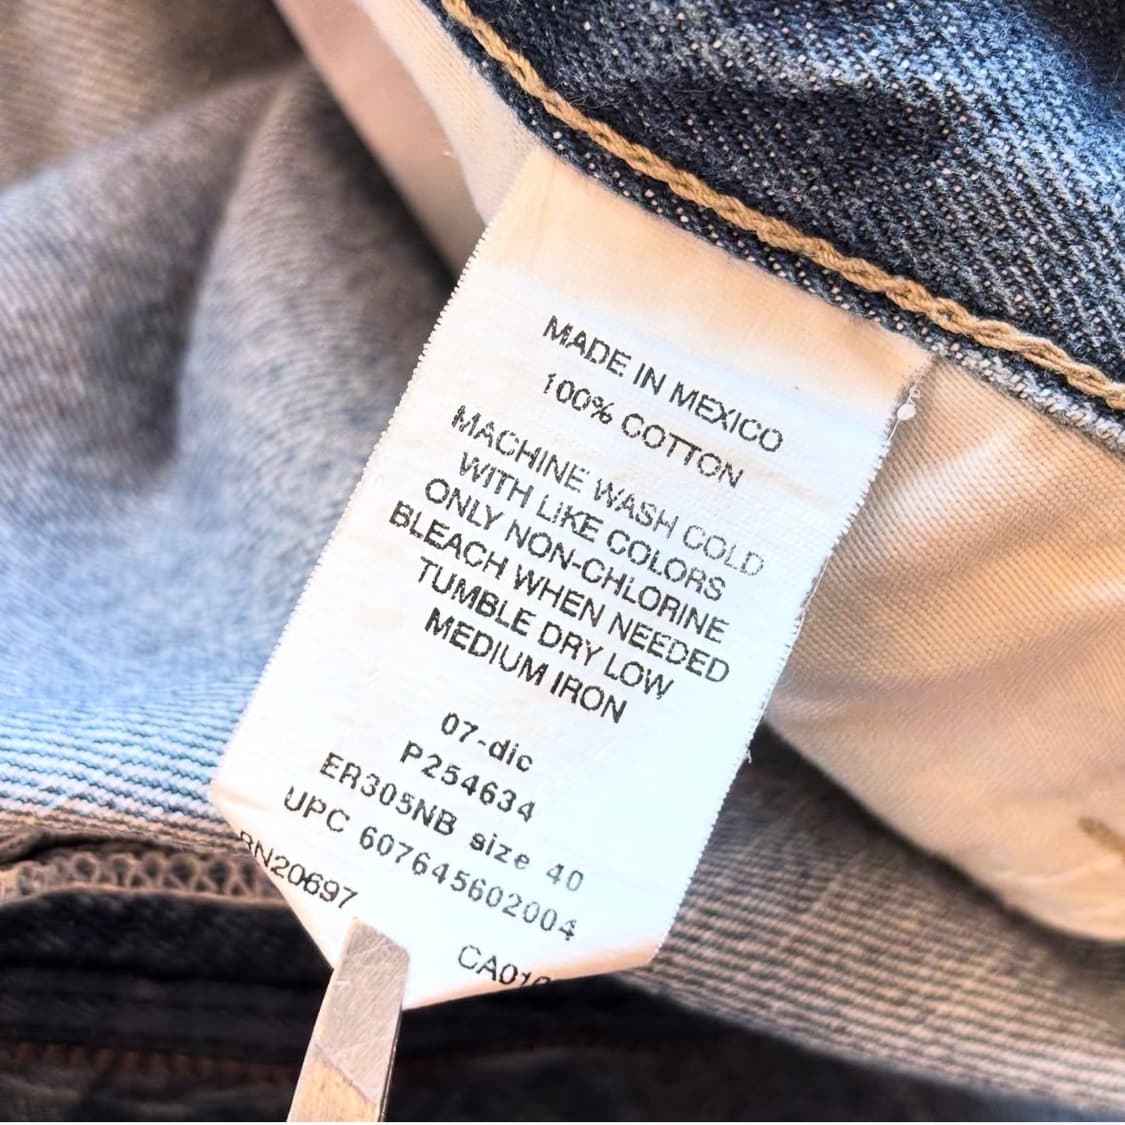 MADE IN MEXICO
100% COTTON
MACHINE WASH COLD
WITH LIKE COLORS
ONLY NON-CHLORINE
BLEACH WHEN NEEDED
TUMBLE DRY LOW
MEDIUM IRON
07-dic
P254634
ER305NB size 40
UPC 607645602004
RN20697